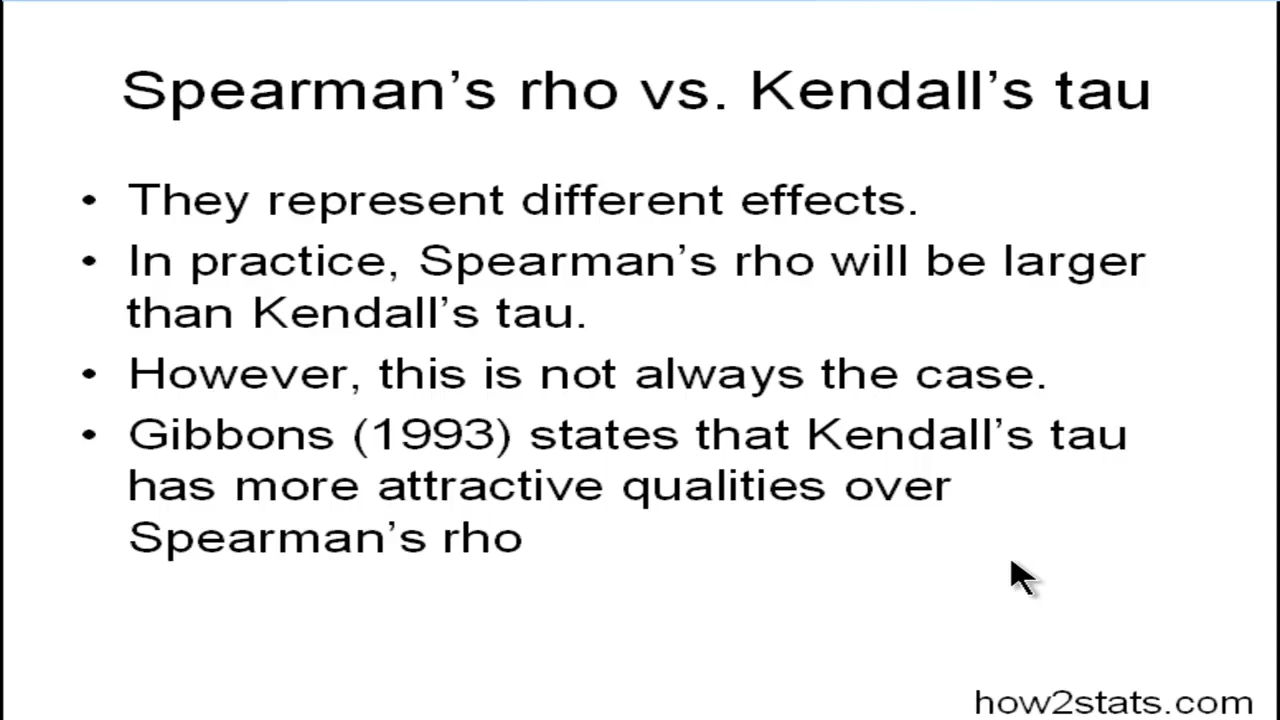 Spearman’s rho vs. Kendall’s tau
• They represent different effects.
• In practice, Spearman’s rho will be larger
than Kendall’s tau.
• However, this is not always the case.
• Gibbons (1993) states that Kendall’s tau
has more attractive qualities over
Spearman’s rho
how2stats.com